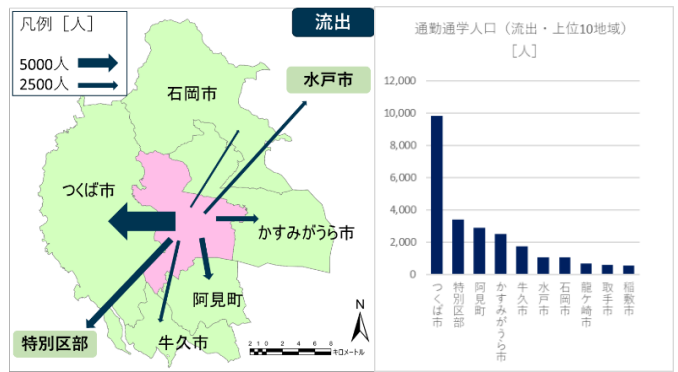 凡例［人］
5000人
2500人
流出
水戸市
石岡市
つくば市
かすみがうら市
阿見町
特別区部
牛久市
N
2 1 0 2 4 6 8
キロメートル
通勤通学人口（流出・上位10地域）
［人］
12,000
10,000
8,000
6,000
4,000
2,000
0
つくば市
特別区部
阿見町
かすみがうら市
牛久市
水戸市
石岡市
龍ケ崎市
取手市
稲敷市